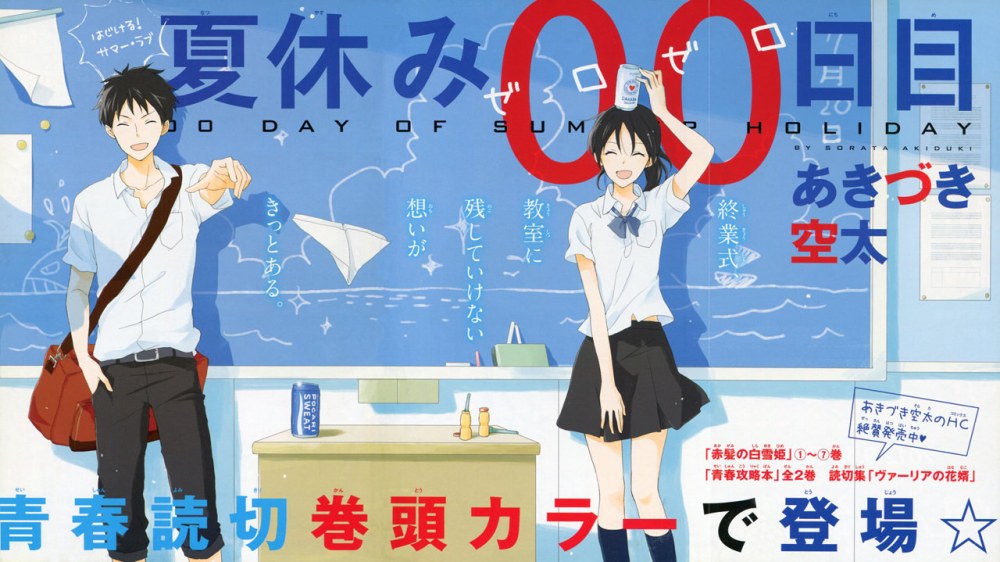 はじける!
サマー・ラブ
夏休み00日目
ゼロゼロ
00 DAY OF SUMMER HOLIDAY
BY SORATA AKIDUKI
あきづき
空太
終業式
教室に
残していけない
想いが
きっとある。
POCARI
SWEAT
あきづき空太のHC
絶賛発売中♥
「赤髪の白雪姫」①〜⑦巻
「青春攻略本」全2巻 読切集「ヴァーリアの花婿」
青春読切巻頭カラーで登場☆